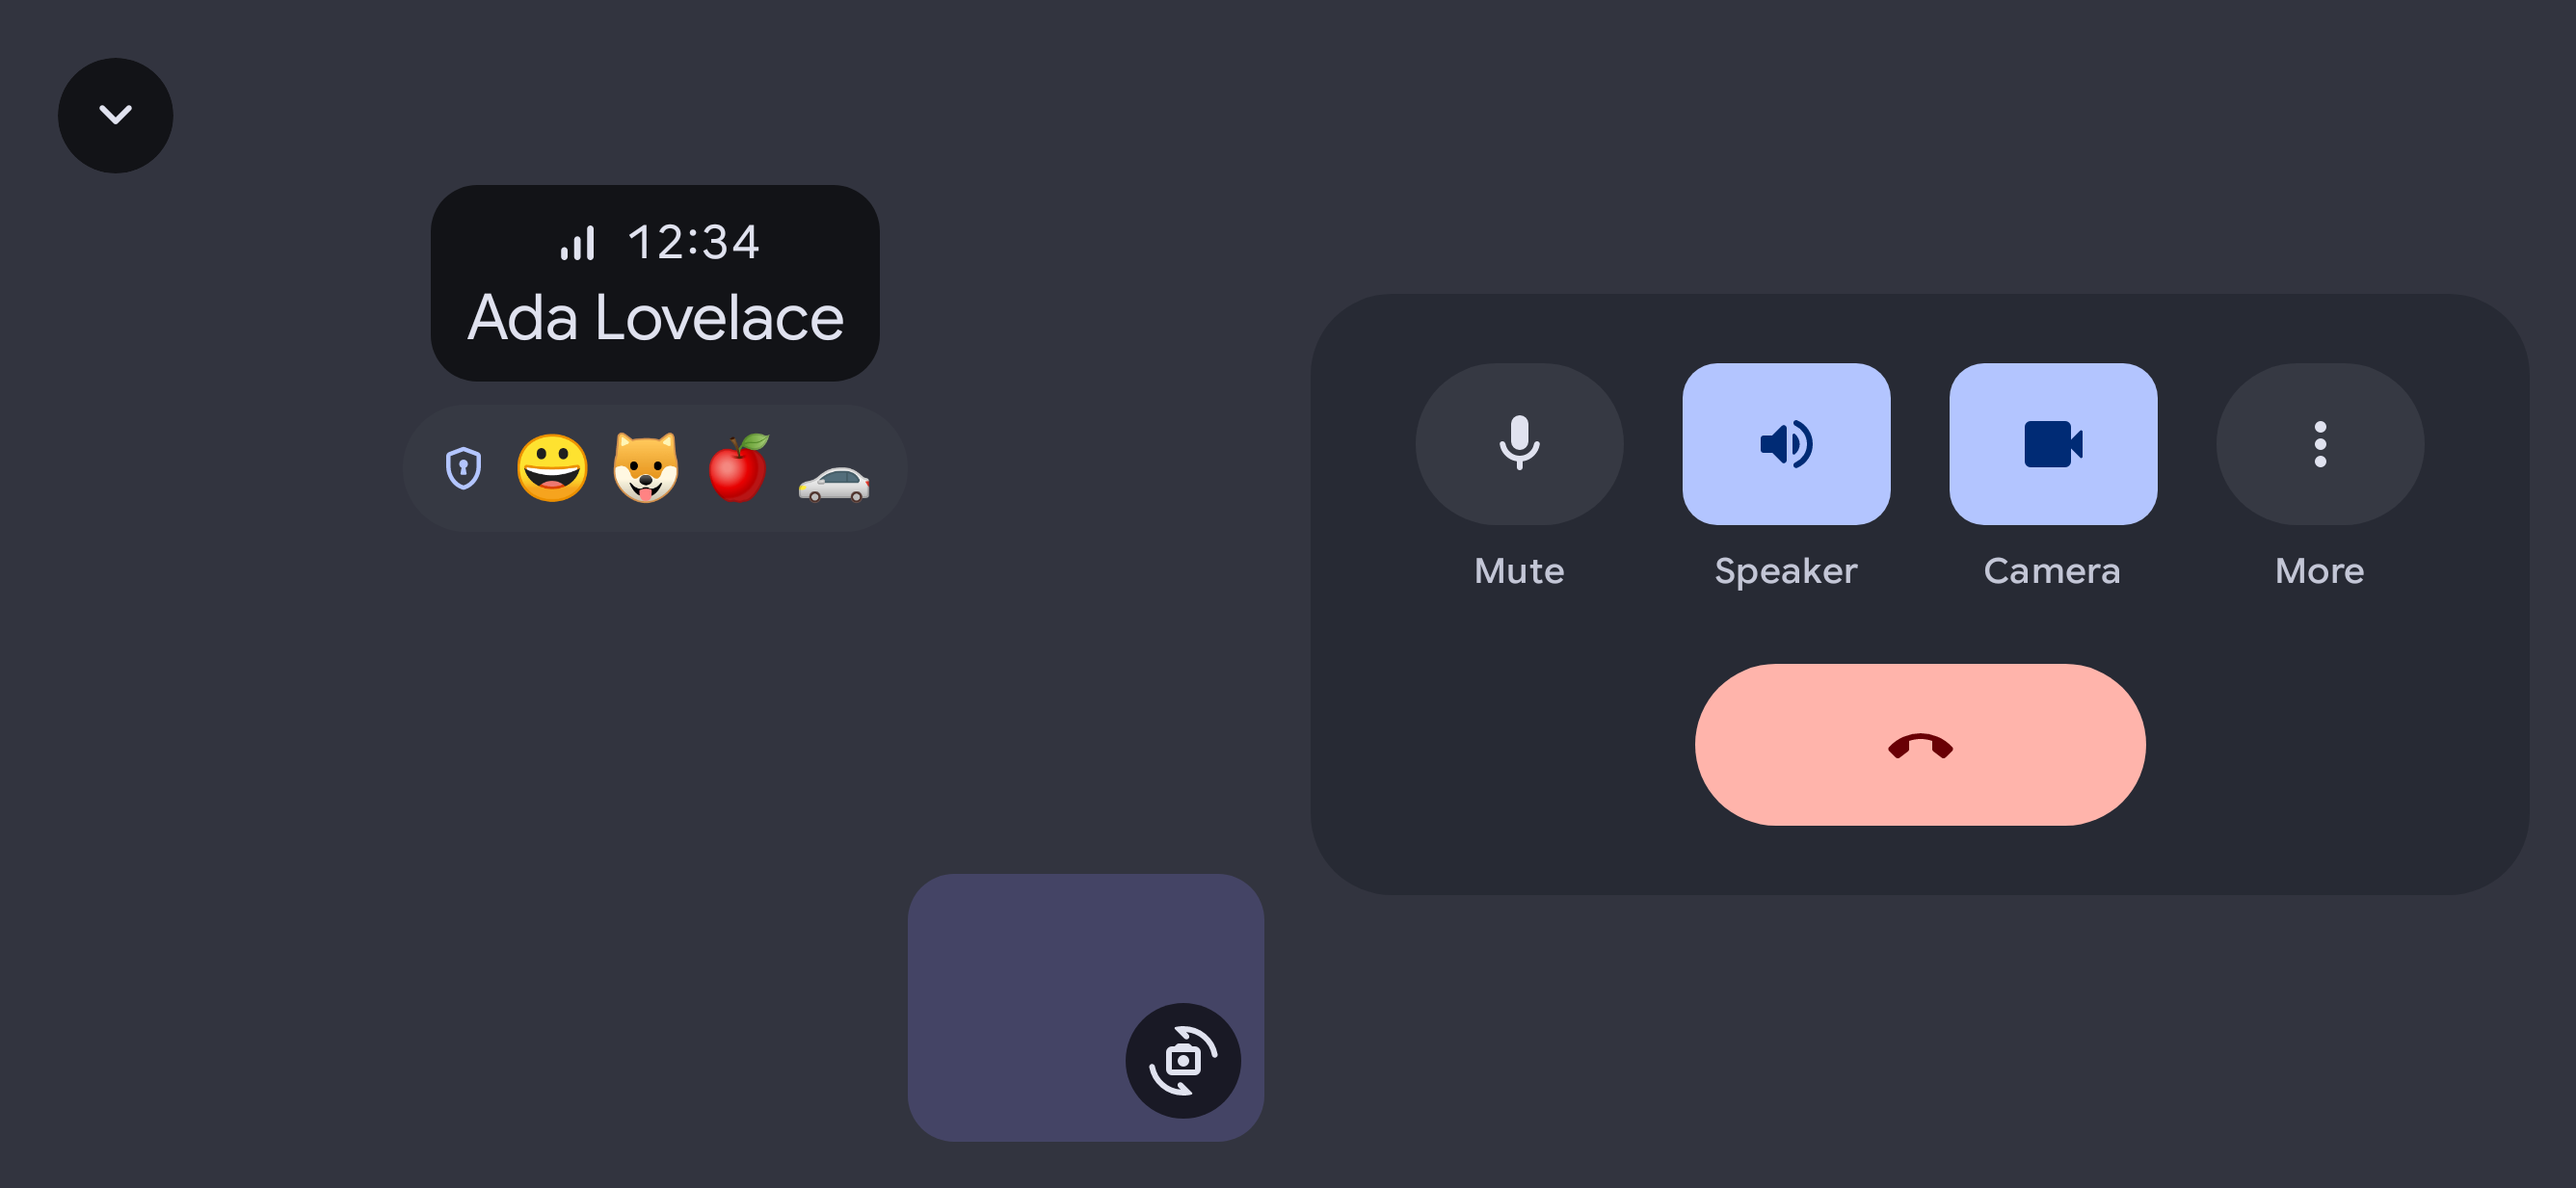 12:34
Ada Lovelace
😀 🐶 🍎 🚗
Mute
Speaker
Camera
More